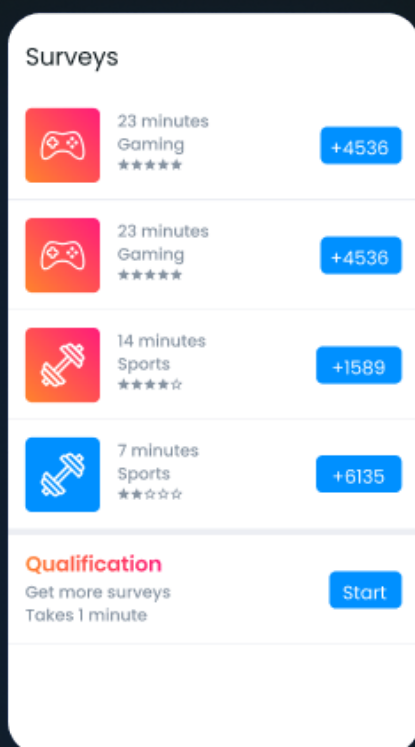 Surveys
23 minutes
Gaming
★★★★★
+4536
23 minutes
Gaming
★★★★★
+4536
14 minutes
Sports
★★★★☆
+1589
7 minutes
Sports
★★☆☆☆
+6135
Qualification
Get more surveys
Takes 1 minute
Start